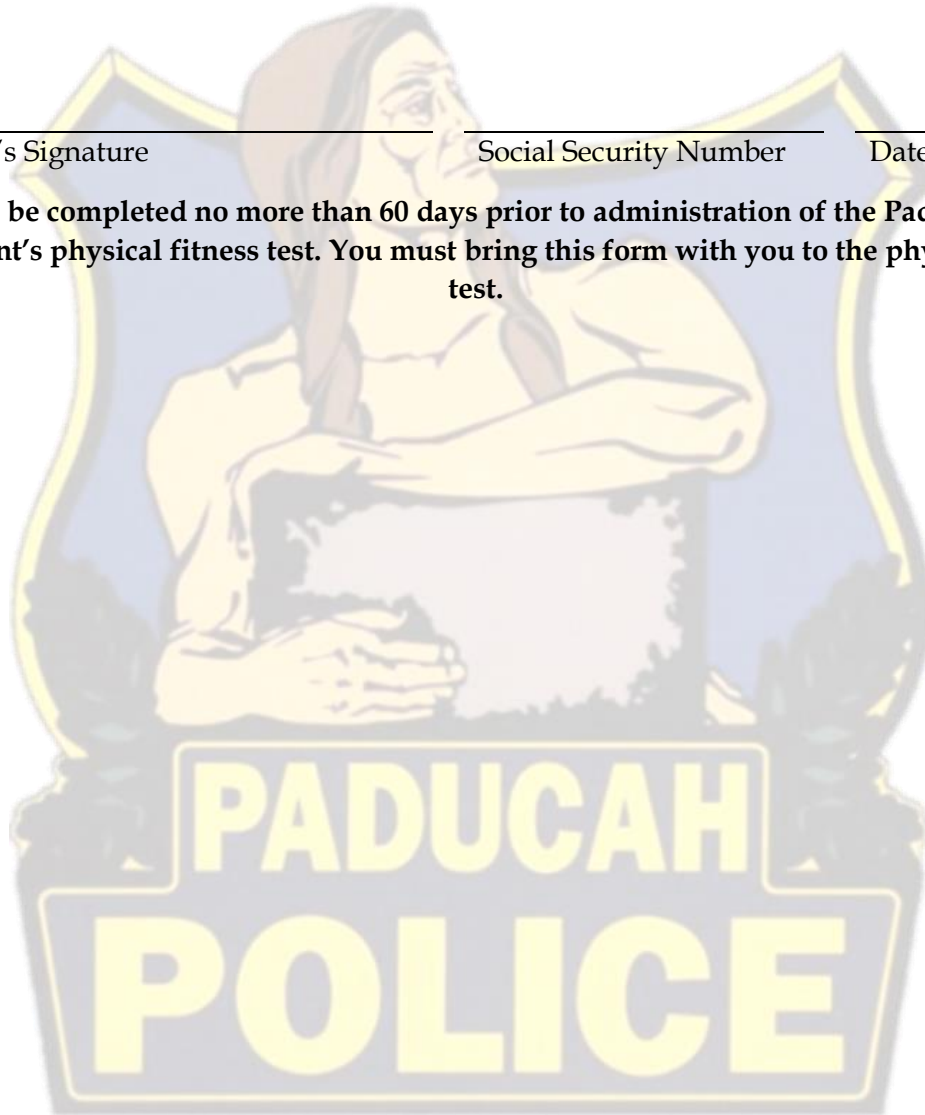 's Signature Social Security Number Date
be completed no more than 60 days prior to administration of the Pad
nt's physical fitness test. You must bring this form with you to the phy
test.
PADUCAH
POLICE